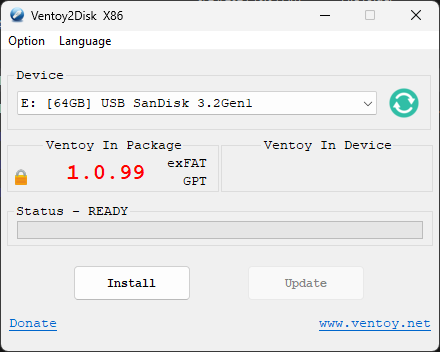 Ventoy2Disk X86
Option Language
Device
E: [64GB] USB SanDisk 3.2Gen1
Ventoy In Package
Ventoy In Device
1.0.99
exFAT
GPT
Status - READY
Install
Update
Donate
www.ventoy.net